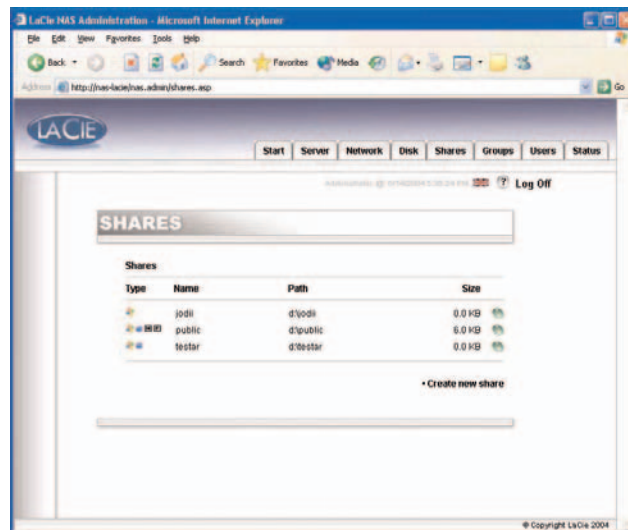 LaCie NAS Administration - Microsoft Internet Explorer
File Edit View Favorites Tools Help
Back Search Favorites Media
Address http://nas-lacie/nas.admin/shares.asp Go
LACIE
Start Server Network Disk Shares Groups Users Status
? Log Off
SHARES
Shares
Type Name Path Size
jodii d:\jodii 0.0 KB
public d:\public 6.0 KB
testar d:\testar 0.0 KB
• Create new share
© Copyright LaCie 2004